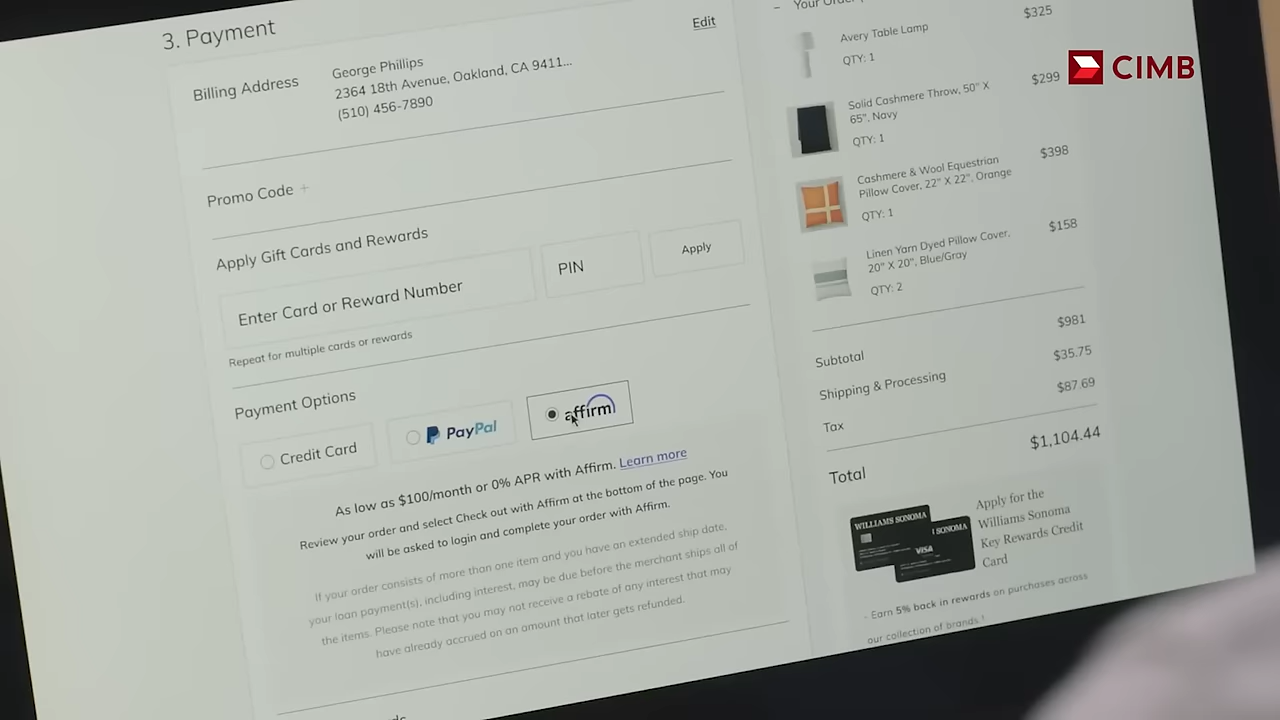 3. Payment
Edit
Billing Address
George Phillips
2364 18th Avenue, Oakland, CA 9411...
(510) 456-7890
Promo Code +
Apply Gift Cards and Rewards
Enter Card or Reward Number
PIN
Apply
Repeat for multiple cards or rewards
Payment Options
Credit Card
PayPal
affirm
As low as $100/month or 0% APR with Affirm. Learn more
Review your order and select Check out with Affirm at the bottom of the page. You
will be asked to login and complete your order with Affirm.
If your order consists of more than one item and you have an extended ship date,
your loan payment(s), including interest, may be due before the merchant ships all of
the items. Please note that you may not receive a rebate of any interest that may
have already accrued on an amount that later gets refunded.
– Your Order
$325
Avery Table Lamp
QTY: 1
$299
Solid Cashmere Throw, 50" X
65", Navy
QTY: 1
$398
Cashmere & Wool Equestrian
Pillow Cover, 22" X 22", Orange
QTY: 1
$158
Linen Yarn Dyed Pillow Cover,
20" X 20", Blue/Gray
QTY: 2
Subtotal
$981
Shipping & Processing
$35.75
Tax
$87.69
Total
$1,104.44
WILLIAMS SONOMA
SONOMA
VISA
Apply for the
Williams Sonoma
Key Rewards Credit
Card
- Earn 5% back in rewards on purchases across
our collection of brands.¹
CIMB